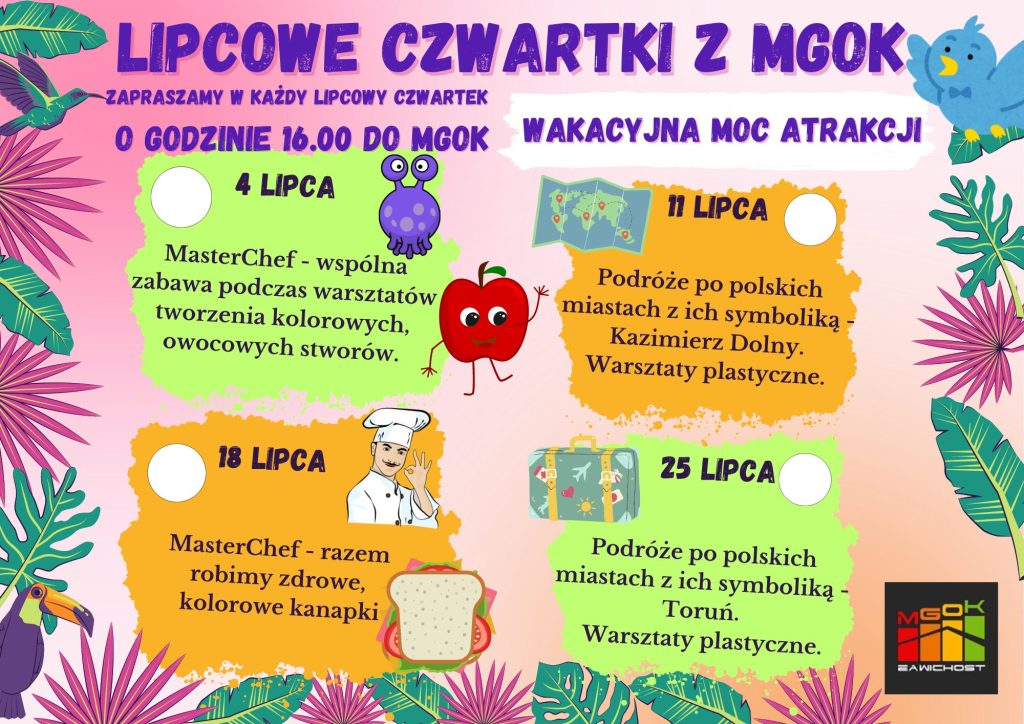 LIPCOWE CZWARTKI Z MGOK
ZAPRASZAMY W KAŻDY LIPCOWY CZWARTEK
O GODZINIE 16.00 DO MGOK
WAKACYJNA MOC ATRAKCJI
4 LIPCA
MasterChef - wspólna
zabawa podczas warsztatów
tworzenia kolorowych,
owocowych stworów.
11 LIPCA
Podróże po polskich
miastach z ich symboliką -
Kazimierz Dolny.
Warsztaty plastyczne.
18 LIPCA
MasterChef - razem
robimy zdrowe,
kolorowe kanapki
25 LIPCA
Podróże po polskich
miastach z ich symboliką -
Toruń.
Warsztaty plastyczne.
MGOK
ZAWICHOST